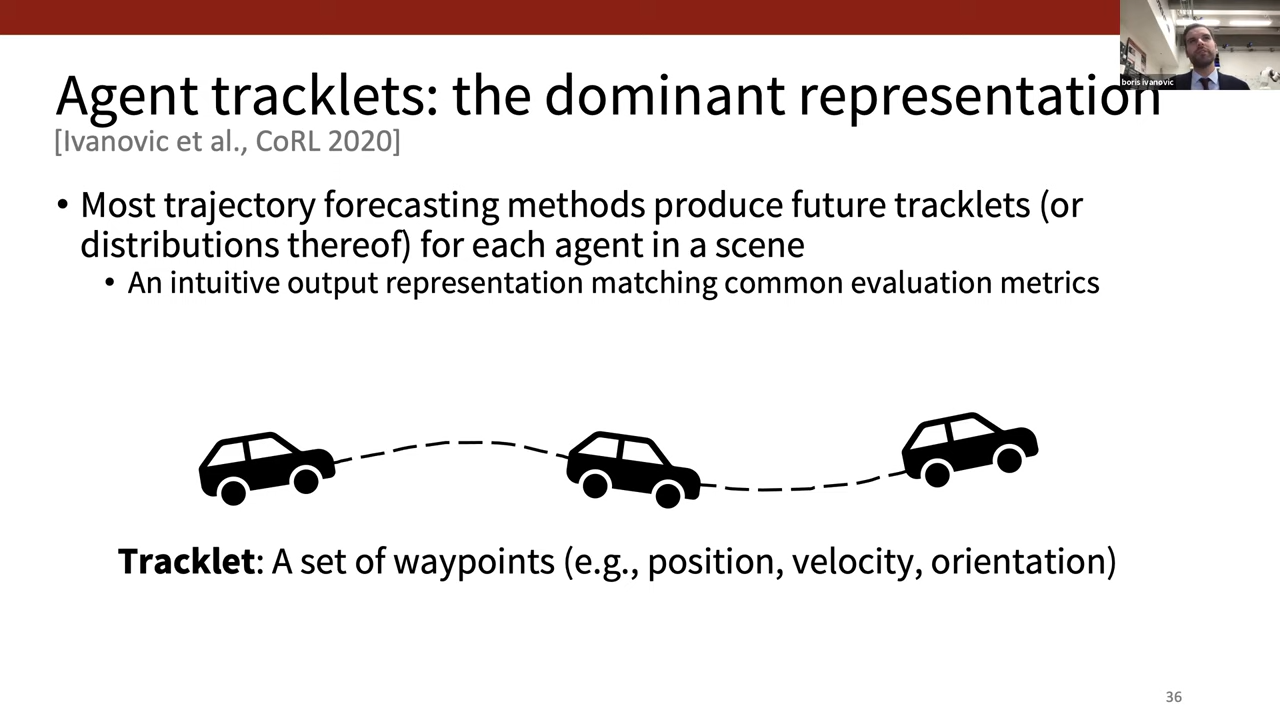 boris ivanovic
Agent tracklets: the dominant representation
[Ivanovic et al., CoRL 2020]
• Most trajectory forecasting methods produce future tracklets (or
distributions thereof) for each agent in a scene
• An intuitive output representation matching common evaluation metrics
Tracklet: A set of waypoints (e.g., position, velocity, orientation)
36